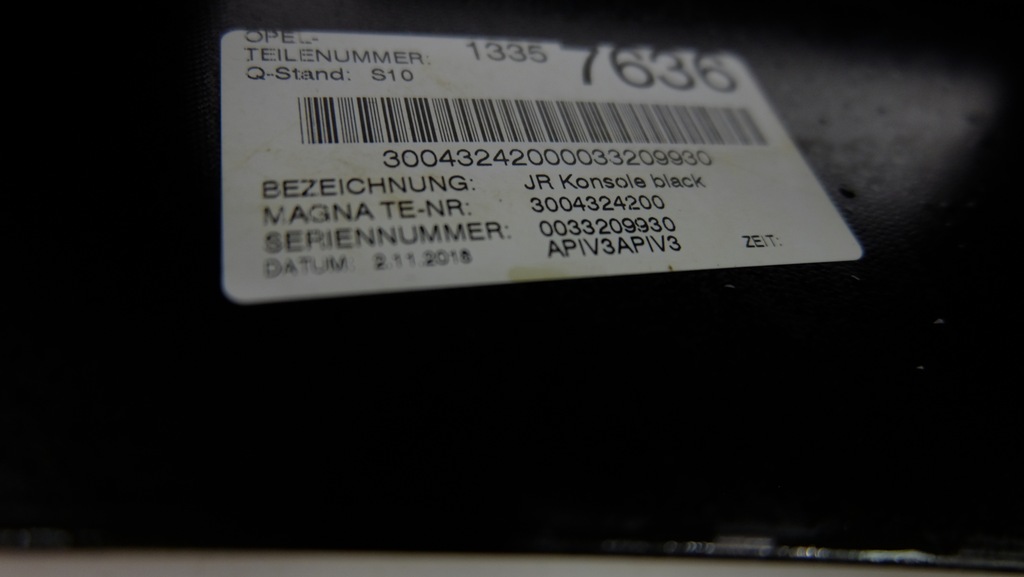 OPEL-
TEILENUMMER: 1335 7636
Q-Stand: S10
30043242000033209930
BEZEICHNUNG: JR Konsole black
MAGNA TE-NR: 3004324200
SERIENNUMMER: 0033209930
APIV3APIV3
DATUM: 2.11.2018 ZEIT: